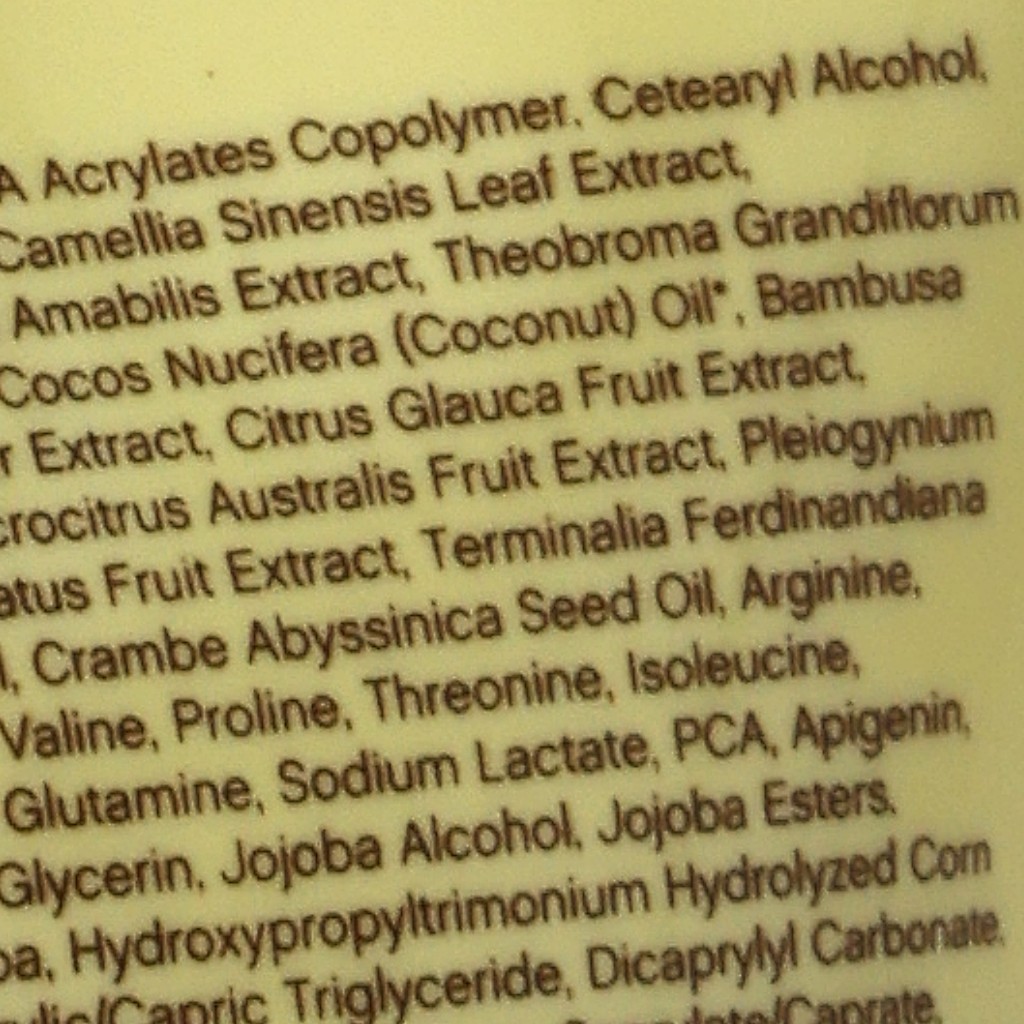 A Acrylates Copolymer, Cetearyl Alcohol,
Camellia Sinensis Leaf Extract,
Amabilis Extract, Theobroma Grandiflorum
Cocos Nucifera (Coconut) Oil*, Bambusa
r Extract, Citrus Glauca Fruit Extract,
crocitrus Australis Fruit Extract, Pleiogynium
atus Fruit Extract, Terminalia Ferdinandiana
l, Crambe Abyssinica Seed Oil, Arginine,
Valine, Proline, Threonine, Isoleucine,
Glutamine, Sodium Lactate, PCA, Apigenin,
Glycerin, Jojoba Alcohol, Jojoba Esters,
ba, Hydroxypropyltrimonium Hydrolyzed Corn
ylic/Capric Triglyceride, Dicaprylyl Carbonate,